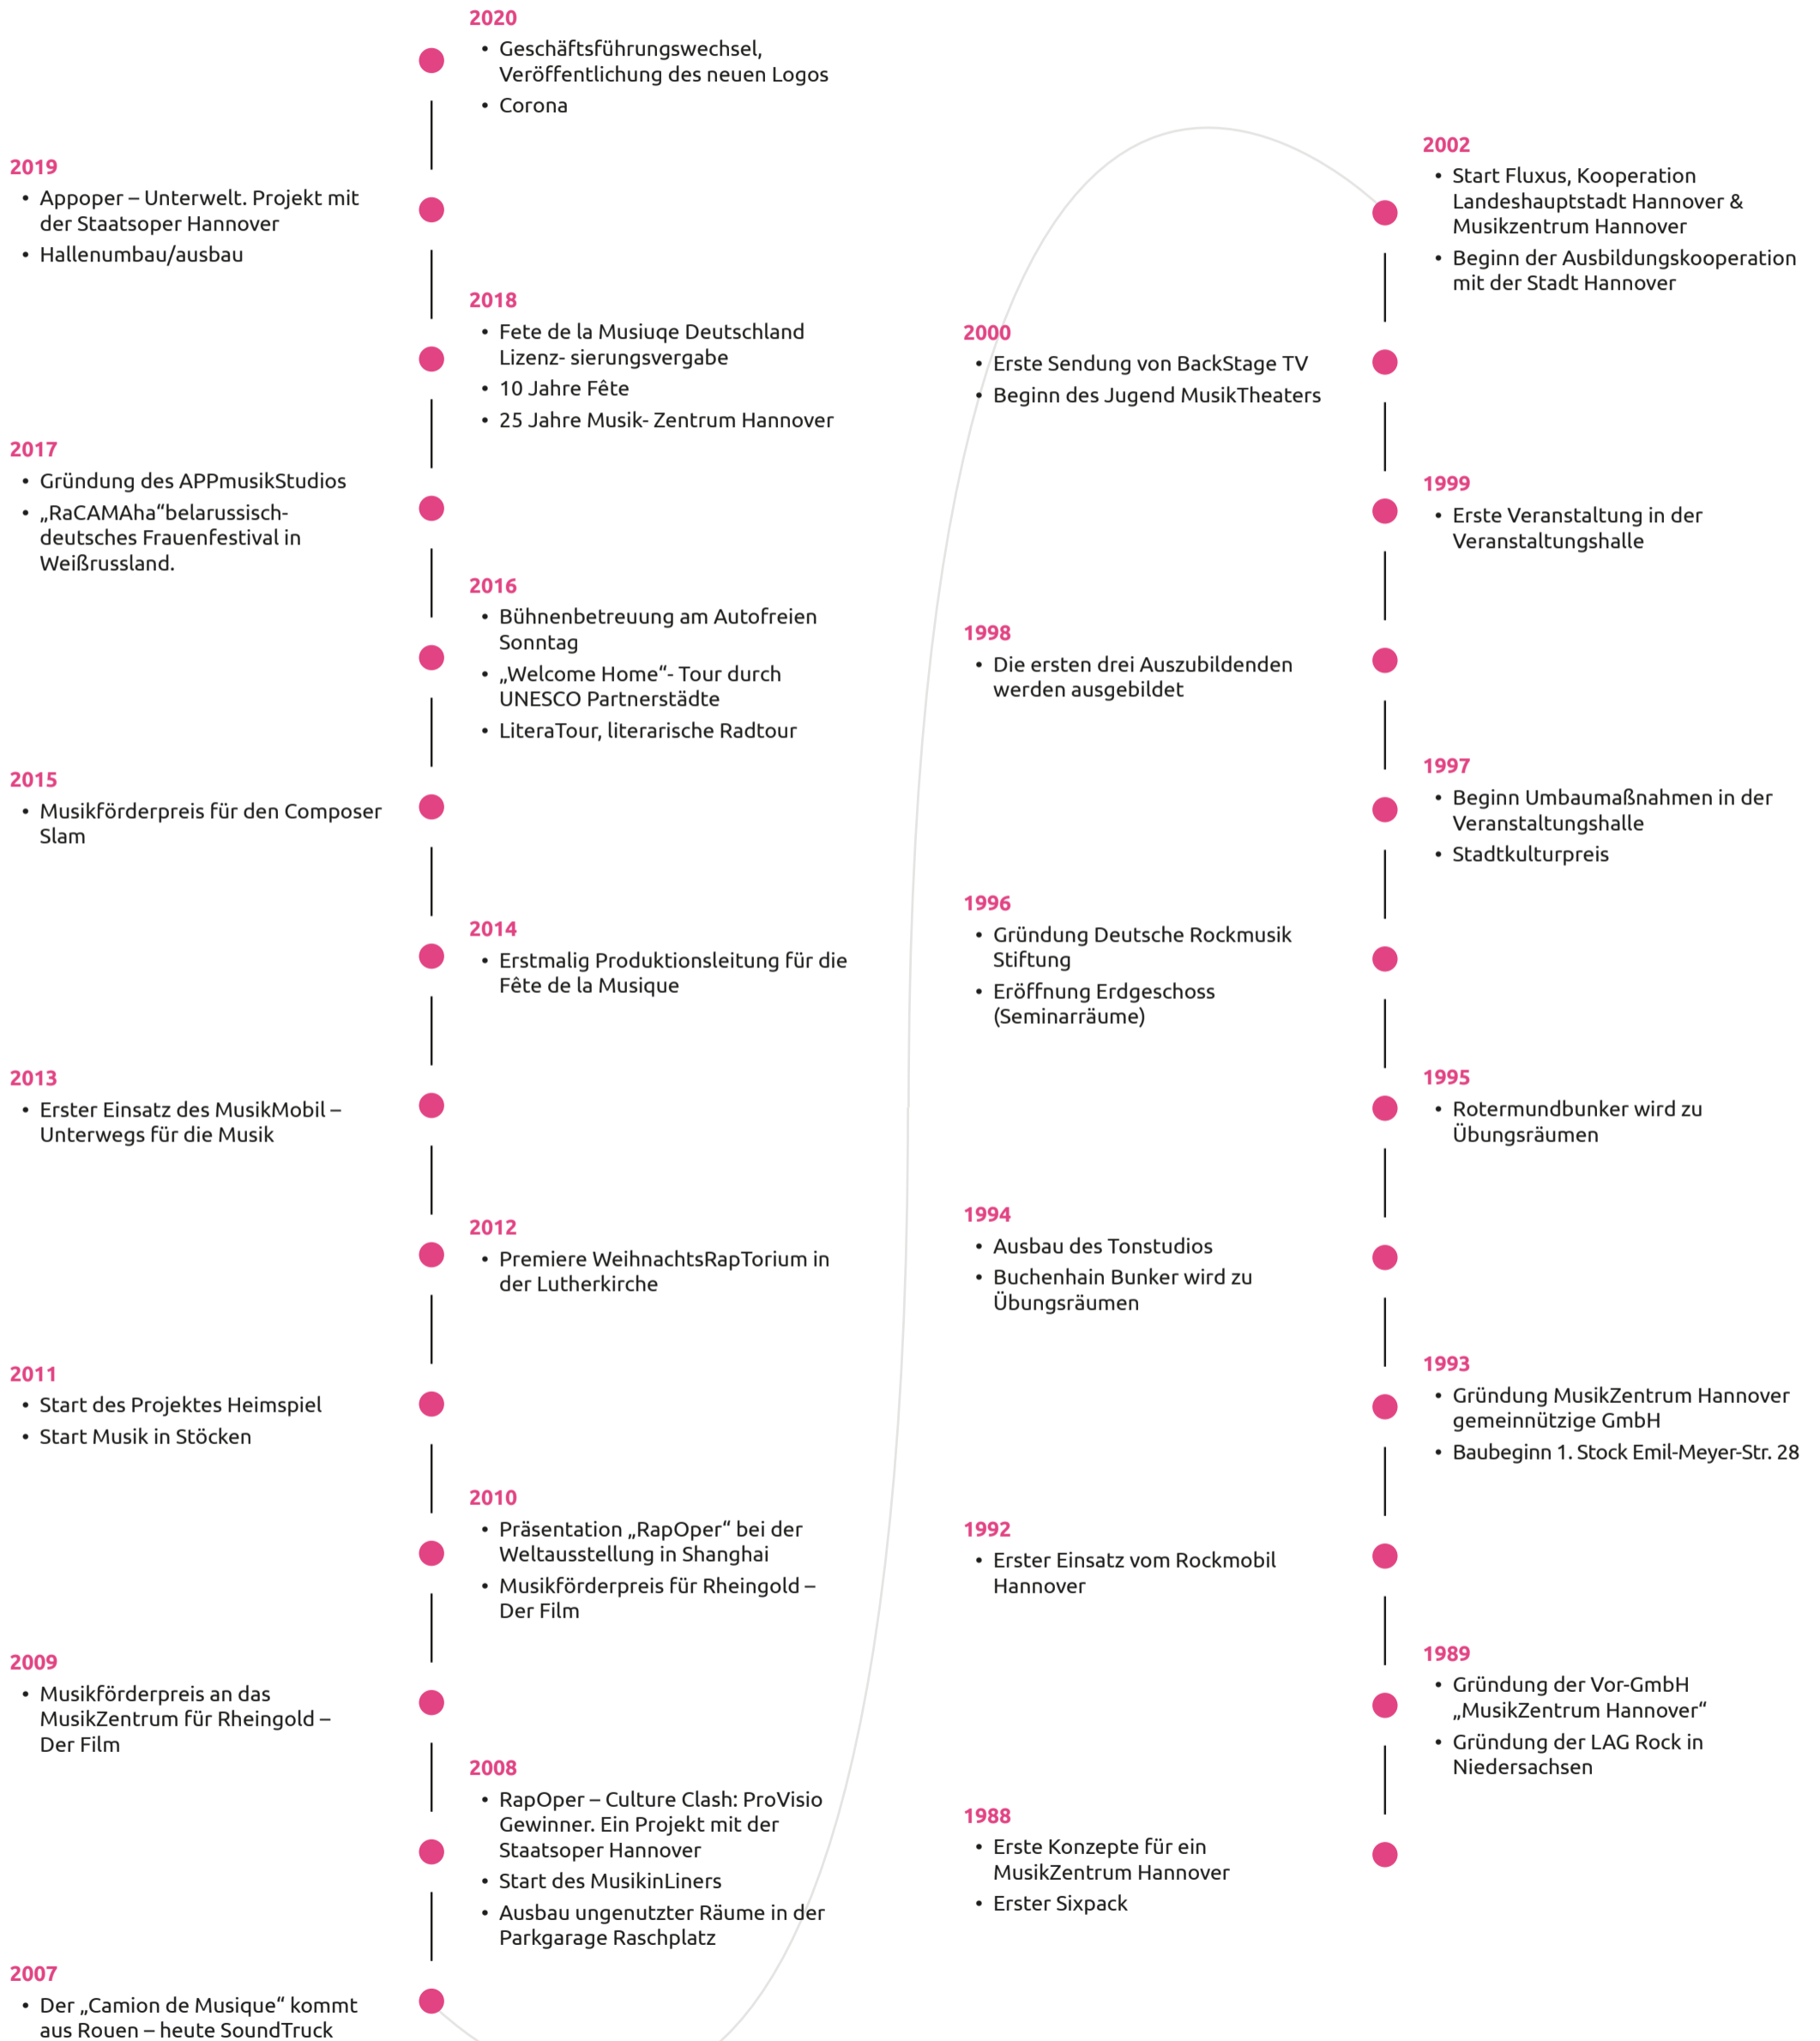 2020
• Geschäftsführungswechsel,
Veröffentlichung des neuen Logos
• Corona
2019
• Appoper – Unterwelt. Projekt mit
der Staatsoper Hannover
• Hallenumbau/ausbau
2018
• Fete de la Musiuqe Deutschland
Lizenz- sierungsvergabe
• 10 Jahre Fête
• 25 Jahre Musik- Zentrum Hannover
2017
• Gründung des APPmusikStudios
• „RaCAMAha“belarussisch-
deutsches Frauenfestival in
Weißrussland.
2016
• Bühnenbetreuung am Autofreien
Sonntag
• „Welcome Home“- Tour durch
UNESCO Partnerstädte
• LiteraTour, literarische Radtour
2015
• Musikförderpreis für den Composer
Slam
2014
• Erstmalig Produktionsleitung für die
Fête de la Musique
2013
• Erster Einsatz des MusikMobil –
Unterwegs für die Musik
2012
• Premiere WeihnachtsRapTorium in
der Lutherkirche
2011
• Start des Projektes Heimspiel
• Start Musik in Stöcken
2010
• Präsentation „RapOper“ bei der
Weltausstellung in Shanghai
• Musikförderpreis für Rheingold –
Der Film
2009
• Musikförderpreis an das
MusikZentrum für Rheingold –
Der Film
2008
• RapOper – Culture Clash: ProVisio
Gewinner. Ein Projekt mit der
Staatsoper Hannover
• Start des MusikinLiners
• Ausbau ungenutzter Räume in der
Parkgarage Raschplatz
2007
• Der „Camion de Musique“ kommt
aus Rouen – heute SoundTruck
2002
• Start Fluxus, Kooperation
Landeshauptstadt Hannover &
Musikzentrum Hannover
• Beginn der Ausbildungskooperation
mit der Stadt Hannover
2000
• Erste Sendung von BackStage TV
• Beginn des Jugend MusikTheaters
1999
• Erste Veranstaltung in der
Veranstaltungshalle
1998
• Die ersten drei Auszubildenden
werden ausgebildet
1997
• Beginn Umbaumaßnahmen in der
Veranstaltungshalle
• Stadtkulturpreis
1996
• Gründung Deutsche Rockmusik
Stiftung
• Eröffnung Erdgeschoss
(Seminarräume)
1995
• Rotermundbunker wird zu
Übungsräumen
1994
• Ausbau des Tonstudios
• Buchenhain Bunker wird zu
Übungsräumen
1993
• Gründung MusikZentrum Hannover
gemeinnützige GmbH
• Baubeginn 1. Stock Emil-Meyer-Str. 28
1992
• Erster Einsatz vom Rockmobil
Hannover
1989
• Gründung der Vor-GmbH
„MusikZentrum Hannover“
• Gründung der LAG Rock in
Niedersachsen
1988
• Erste Konzepte für ein
MusikZentrum Hannover
• Erster Sixpack